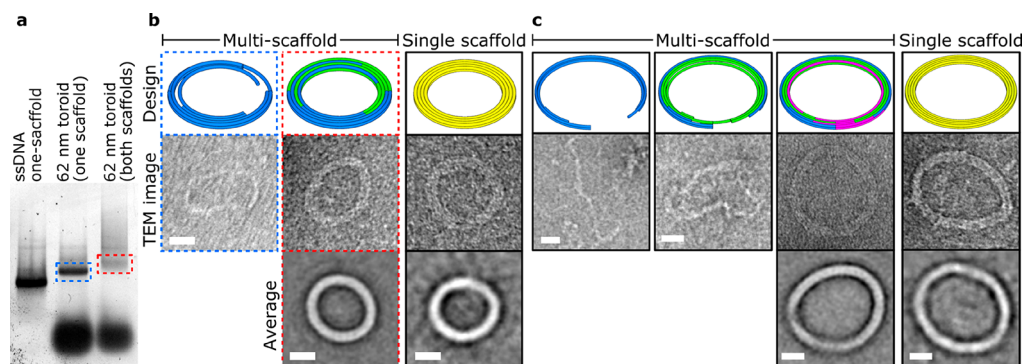 a
ssDNA
one-sacffold
62 nm toroid
(one scaffold)
62 nm toroid
(both scaffolds)
b
Multi-scaffold
Single scaffold
Design
TEM image
Average
c
Multi-scaffold
Single scaffold